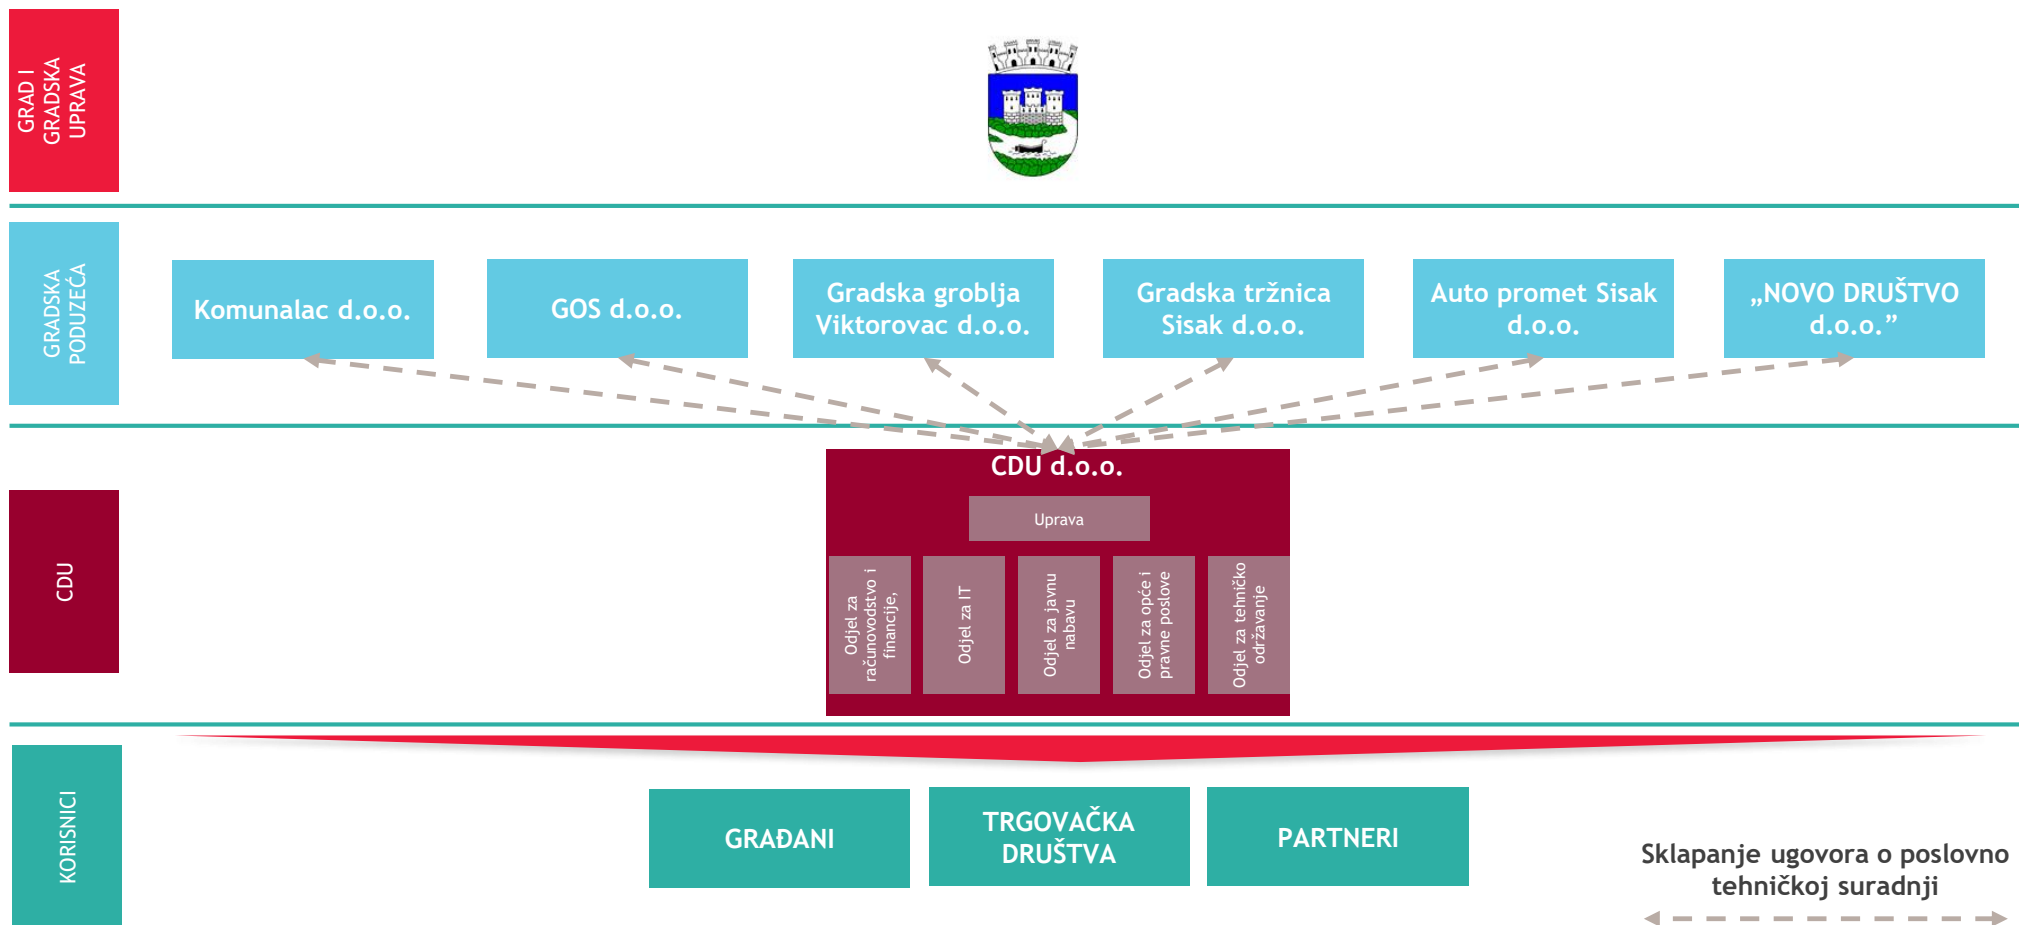 GRAD I
GRADSKA
UPRAVA
GRADSKA
PODUZEĆA
Komunalac d.o.o.
GOS d.o.o.
Gradska groblja
Viktorovac d.o.o.
Gradska tržnica
Sisak d.o.o.
Auto promet Sisak
d.o.o.
„NOVO DRUŠTVO
d.o.o.”
CDU
CDU d.o.o.
Uprava
Odjel za
računovodstvo i
financije,
Odjel za IT
Odjel za javnu
nabavu
Odjel za opće i
pravne poslove
Odjel za tehničko
održavanje
KORISNICI
GRAĐANI
TRGOVAČKA
DRUŠTVA
PARTNERI
Sklapanje ugovora o poslovno
tehničkoj suradnji